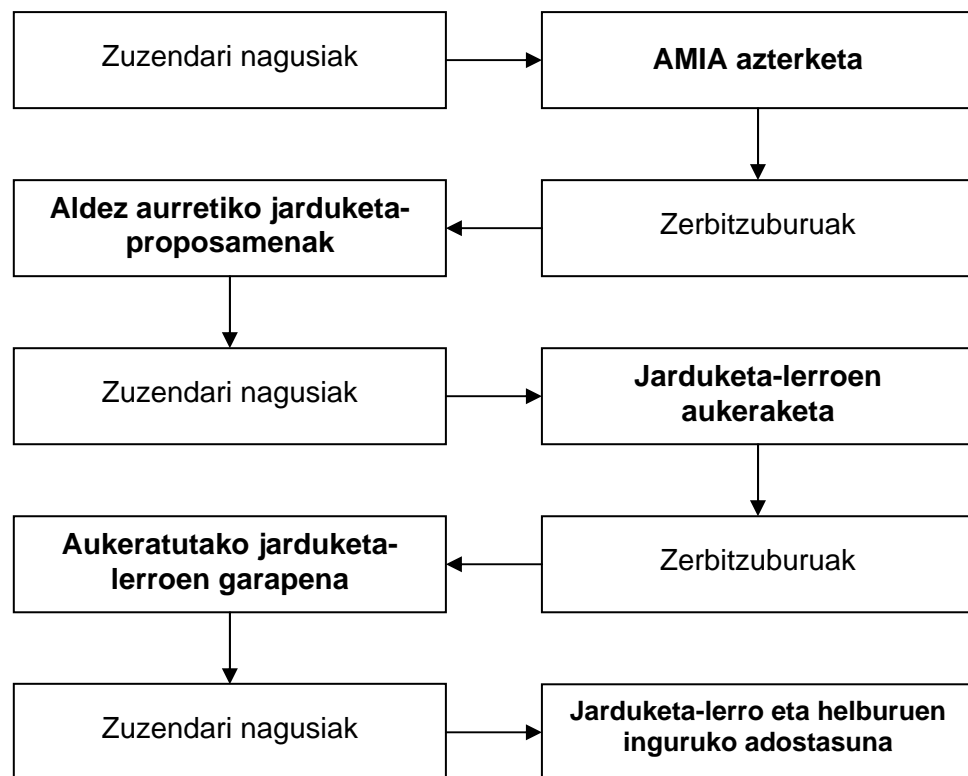 Zuzendari nagusiak
AMIA azterketa
Aldez aurretiko jarduketa-
proposamenak
Zerbitzuburuak
Zuzendari nagusiak
Jarduketa-lerroen
aukeraketa
Aukeratutako jarduketa-
lerroen garapena
Zerbitzuburuak
Zuzendari nagusiak
Jarduketa-lerro eta helburuen
inguruko adostasuna